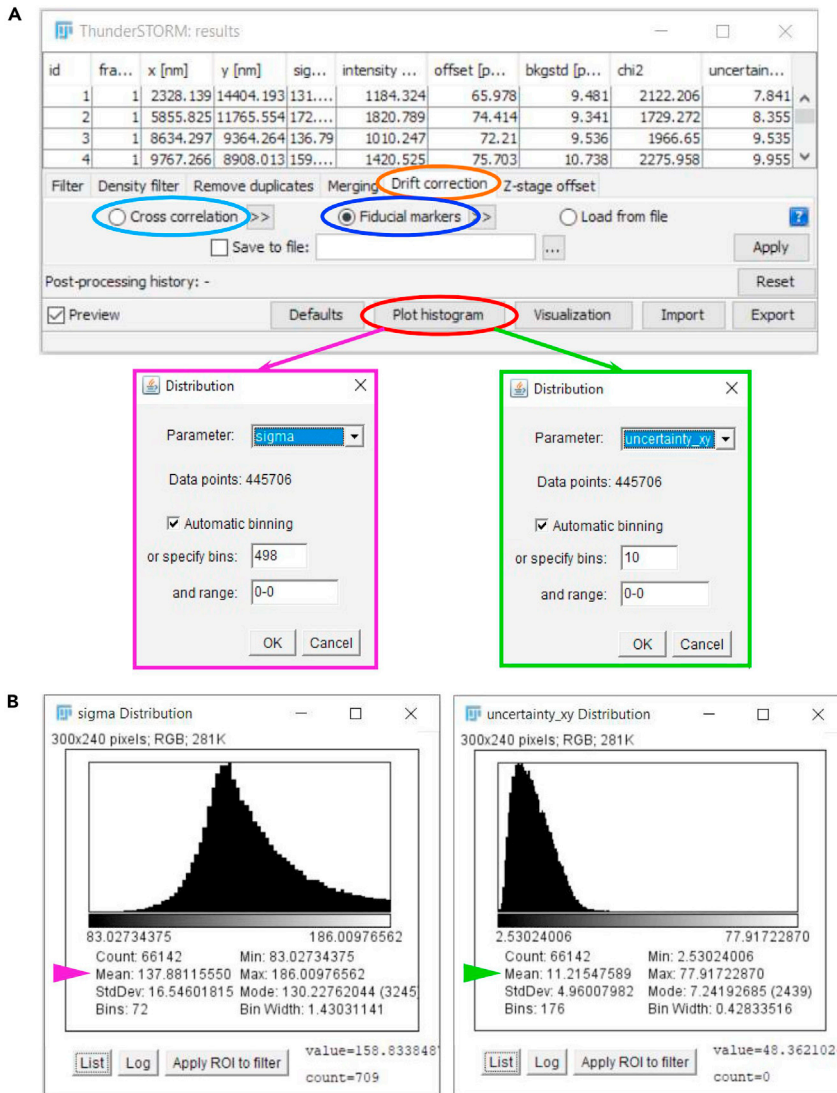 A
ThunderSTORM: results
id fra... x [nm] y [nm] sig... intensity ... offset [p... bkgstd [p... chi2 uncertain...
1 1 2328.139 14404.193 131.... 1184.324 65.978 9.481 2122.206 7.841
2 1 5855.825 11765.554 172.... 1820.789 74.414 9.341 1729.272 8.355
3 1 8634.297 9364.264 136.79 1010.247 72.21 9.536 1966.65 9.535
4 1 9767.266 8908.013 159.... 1420.525 75.703 10.738 2275.958 9.955
Filter Density filter Remove duplicates Merging Drift correction Z-stage offset
Cross correlation >> Fiducial markers >> Load from file ?
Save to file: ... Apply
Post-processing history: - Reset
Preview Defaults Plot histogram Visualization Import Export
Distribution
Parameter: sigma
Data points: 445706
Automatic binning
or specify bins: 498
and range: 0-0
OK Cancel
Distribution
Parameter: uncertainty_xy
Data points: 445706
Automatic binning
or specify bins: 10
and range: 0-0
OK Cancel
B
sigma Distribution
300x240 pixels; RGB; 281K
83.02734375 186.00976562
Count: 66142 Min: 83.02734375
Mean: 137.88115550 Max: 186.00976562
StdDev: 16.54601815 Mode: 130.22762044 (3245)
Bins: 72 Bin Width: 1.43031141
List Log Apply ROI to filter value=158.833848
count=709
uncertainty_xy Distribution
300x240 pixels; RGB; 281K
2.53024006 77.91722870
Count: 66142 Min: 2.53024006
Mean: 11.21547589 Max: 77.91722870
StdDev: 4.96007982 Mode: 7.24192685 (2439)
Bins: 176 Bin Width: 0.42833516
List Log Apply ROI to filter value=48.362102
count=0